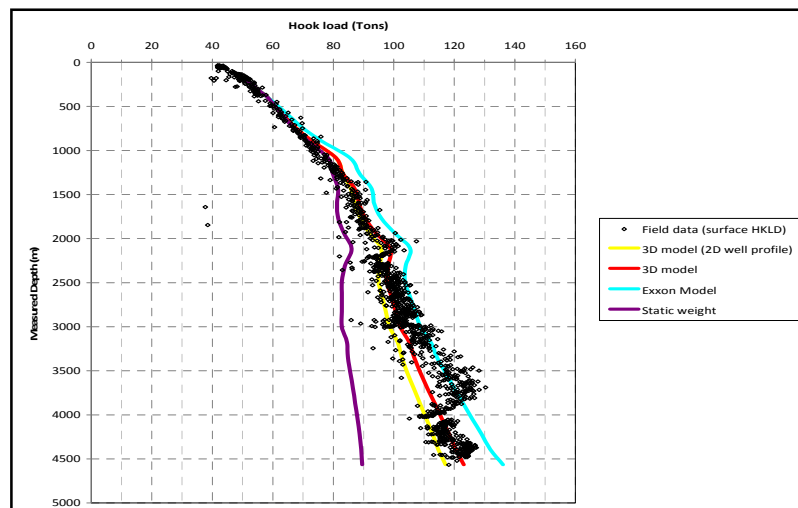 Hook load (Tons)
0 20 40 60 80 100 120 140 160
Measured Depth (m)
0
500
1000
1500
2000
2500
3000
3500
4000
4500
5000
Field data (surface HKLD)
3D model (2D well profile)
3D model
Exxon Model
Static weight